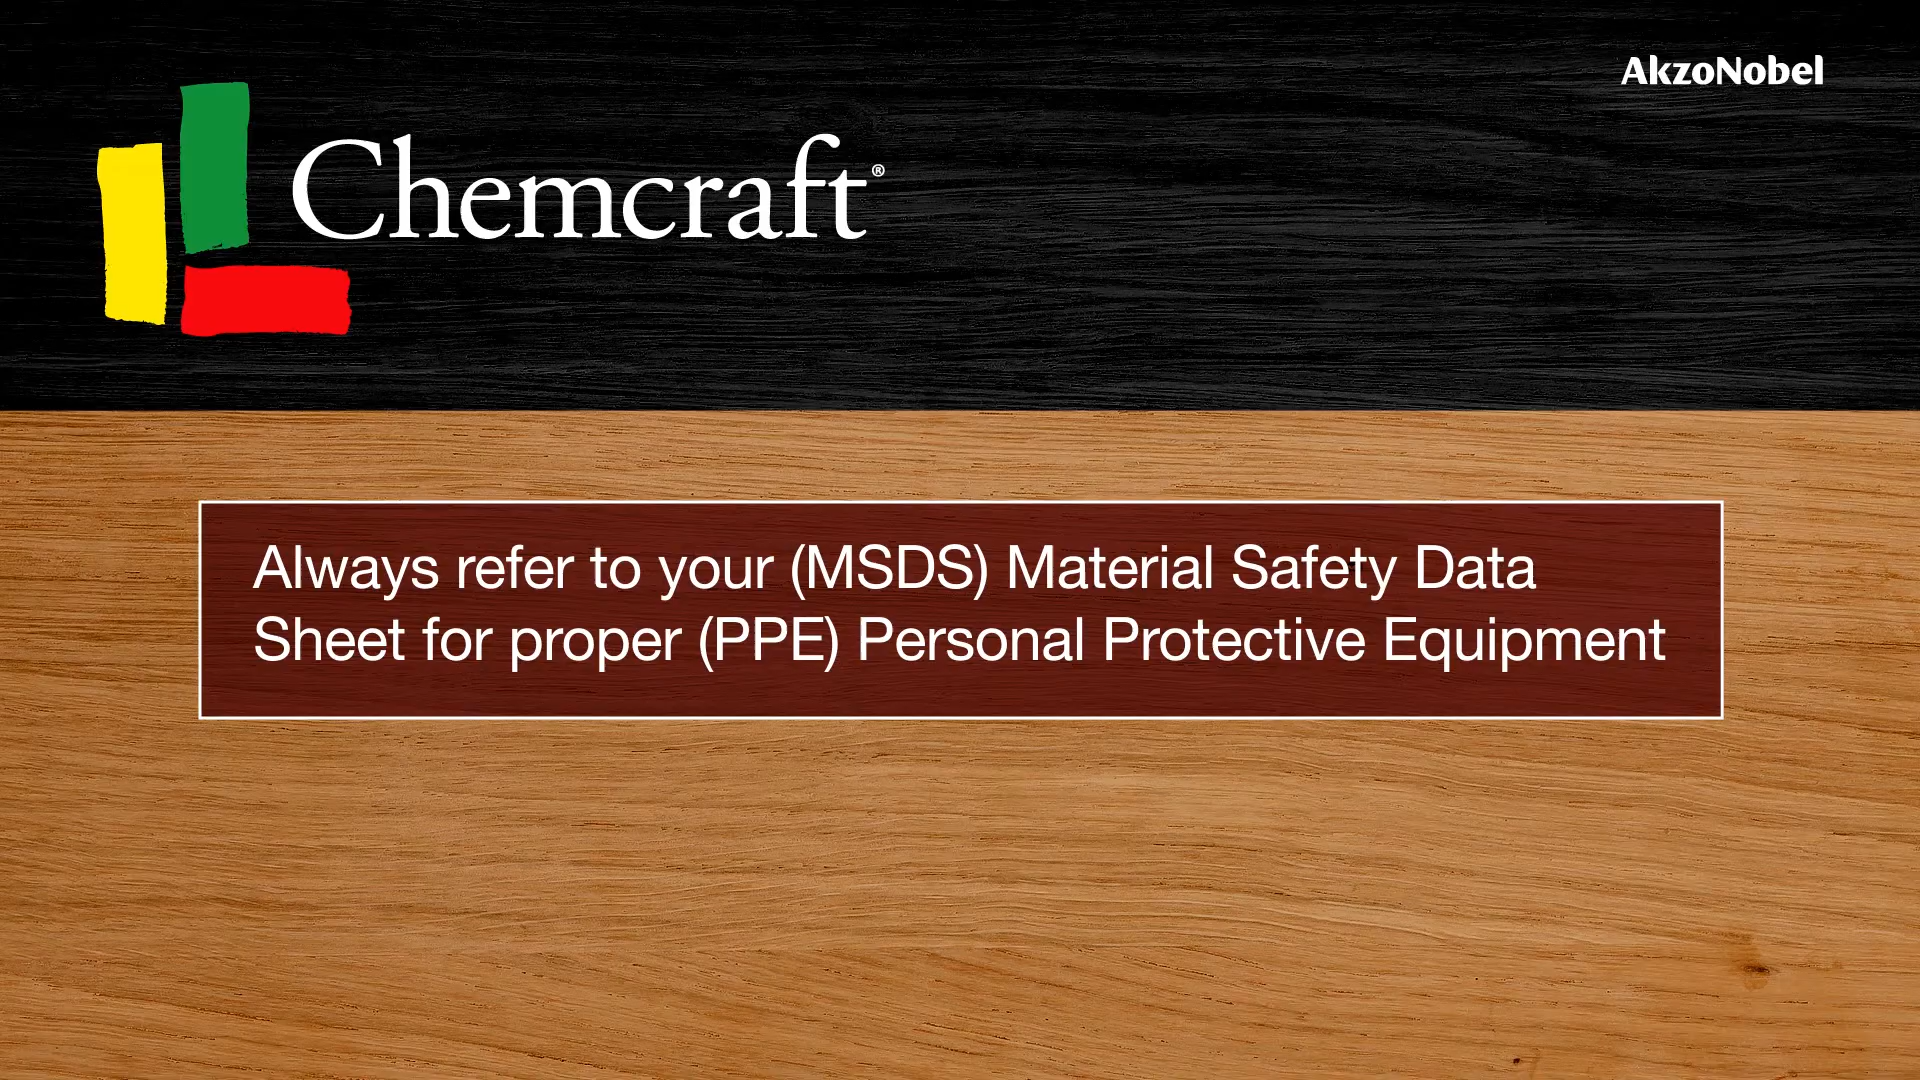 AkzoNobel
Chemcraft®
Always refer to your (MSDS) Material Safety Data
Sheet for proper (PPE) Personal Protective Equipment